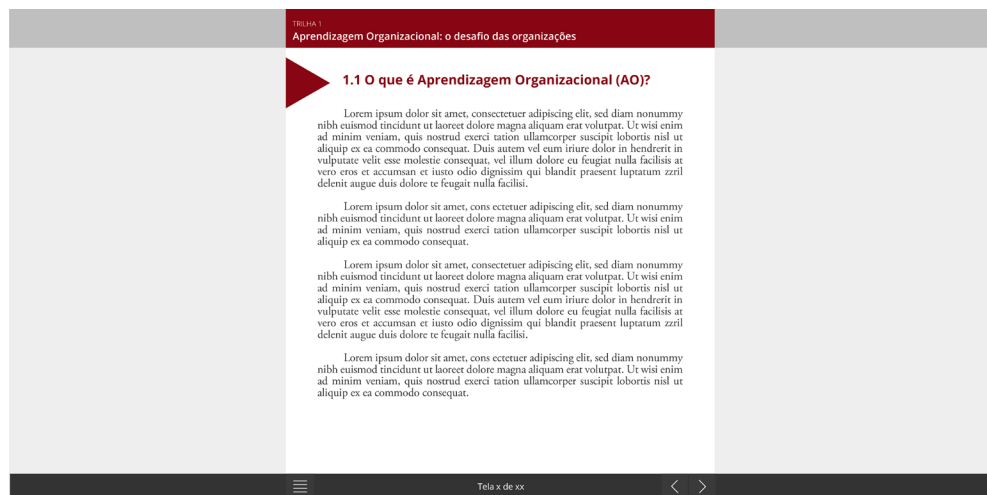 TRILHA 1
Aprendizagem Organizacional: o desafio das organizações
1.1 O que é Aprendizagem Organizacional (AO)?
Lorem ipsum dolor sit amet, consectetuer adipiscing elit, sed diam nonummy
nibh euismod tincidunt ut laoreet dolore magna aliquam erat volutpat. Ut wisi enim
ad minim veniam, quis nostrud exerci tation ullamcorper suscipit lobortis nisl ut
aliquip ex ea commodo consequat. Duis autem vel eum iriure dolor in hendrerit in
vulputate velit esse molestie consequat, vel illum dolore eu feugiat nulla facilisis at
vero eros et accumsan et iusto odio dignissim qui blandit praesent luptatum zzril
delenit augue duis dolore te feugait nulla facilisi.
Lorem ipsum dolor sit amet, cons ectetuer adipiscing elit, sed diam nonummy
nibh euismod tincidunt ut laoreet dolore magna aliquam erat volutpat. Ut wisi enim
ad minim veniam, quis nostrud exerci tation ullamcorper suscipit lobortis nisl ut
aliquip ex ea commodo consequat.
Lorem ipsum dolor sit amet, consectetuer adipiscing elit, sed diam nonummy
nibh euismod tincidunt ut laoreet dolore magna aliquam erat volutpat. Ut wisi enim
ad minim veniam, quis nostrud exerci tation ullamcorper suscipit lobortis nisl ut
aliquip ex ea commodo consequat. Duis autem vel eum iriure dolor in hendrerit in
vulputate velit esse molestie consequat, vel illum dolore eu feugiat nulla facilisis at
vero eros et accumsan et iusto odio dignissim qui blandit praesent luptatum zzril
delenit augue duis dolore te feugait nulla facilisi.
Lorem ipsum dolor sit amet, cons ectetuer adipiscing elit, sed diam nonummy
nibh euismod tincidunt ut laoreet dolore magna aliquam erat volutpat. Ut wisi enim
ad minim veniam, quis nostrud exerci tation ullamcorper suscipit lobortis nisl ut
aliquip ex ea commodo consequat.
Tela x de xx